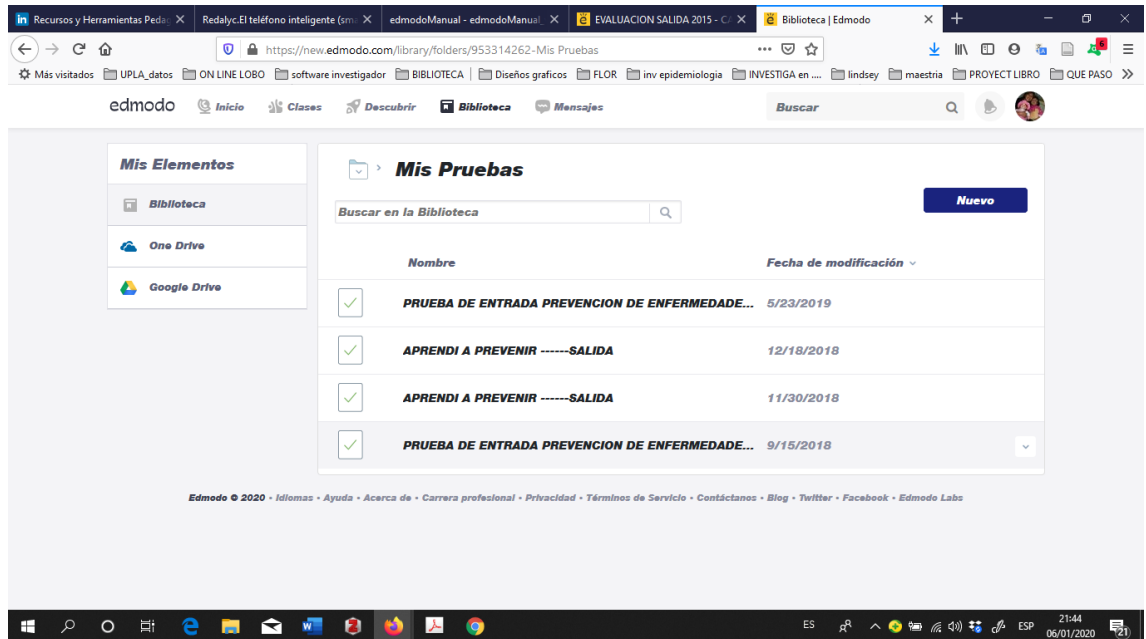 Recursos y Herramientas Pedag
Redalyc.El teléfono inteligente (sma
edmodoManual - edmodoManual_
EVALUACION SALIDA 2015 - CA
Biblioteca | Edmodo
https://new.edmodo.com/library/folders/953314262-Mis Pruebas
6
Más visitados UPLA_datos ON LINE LOBO software investigador BIBLIOTECA Diseños graficos FLOR inv epidemiologia INVESTIGA en .... lindsey maestria PROYECT LIBRO QUE PASO
edmodo Inicio Clases Descubrir Biblioteca Mensajes Buscar
Mis Elementos
Biblioteca
One Drive
Google Drive
Mis Pruebas
Buscar en la Biblioteca
Nuevo
Nombre Fecha de modificación
PRUEBA DE ENTRADA PREVENCION DE ENFERMEDADE... 5/23/2019
APRENDI A PREVENIR ------SALIDA 12/18/2018
APRENDI A PREVENIR ------SALIDA 11/30/2018
PRUEBA DE ENTRADA PREVENCION DE ENFERMEDADE... 9/15/2018
Edmodo © 2020 • Idiomas • Ayuda • Acerca de • Carrera profesional • Privacidad • Términos de Servicio • Contáctanos • Blog • Twitter • Facebook • Edmodo Labs
ES ESP 21:44
06/01/2020 21